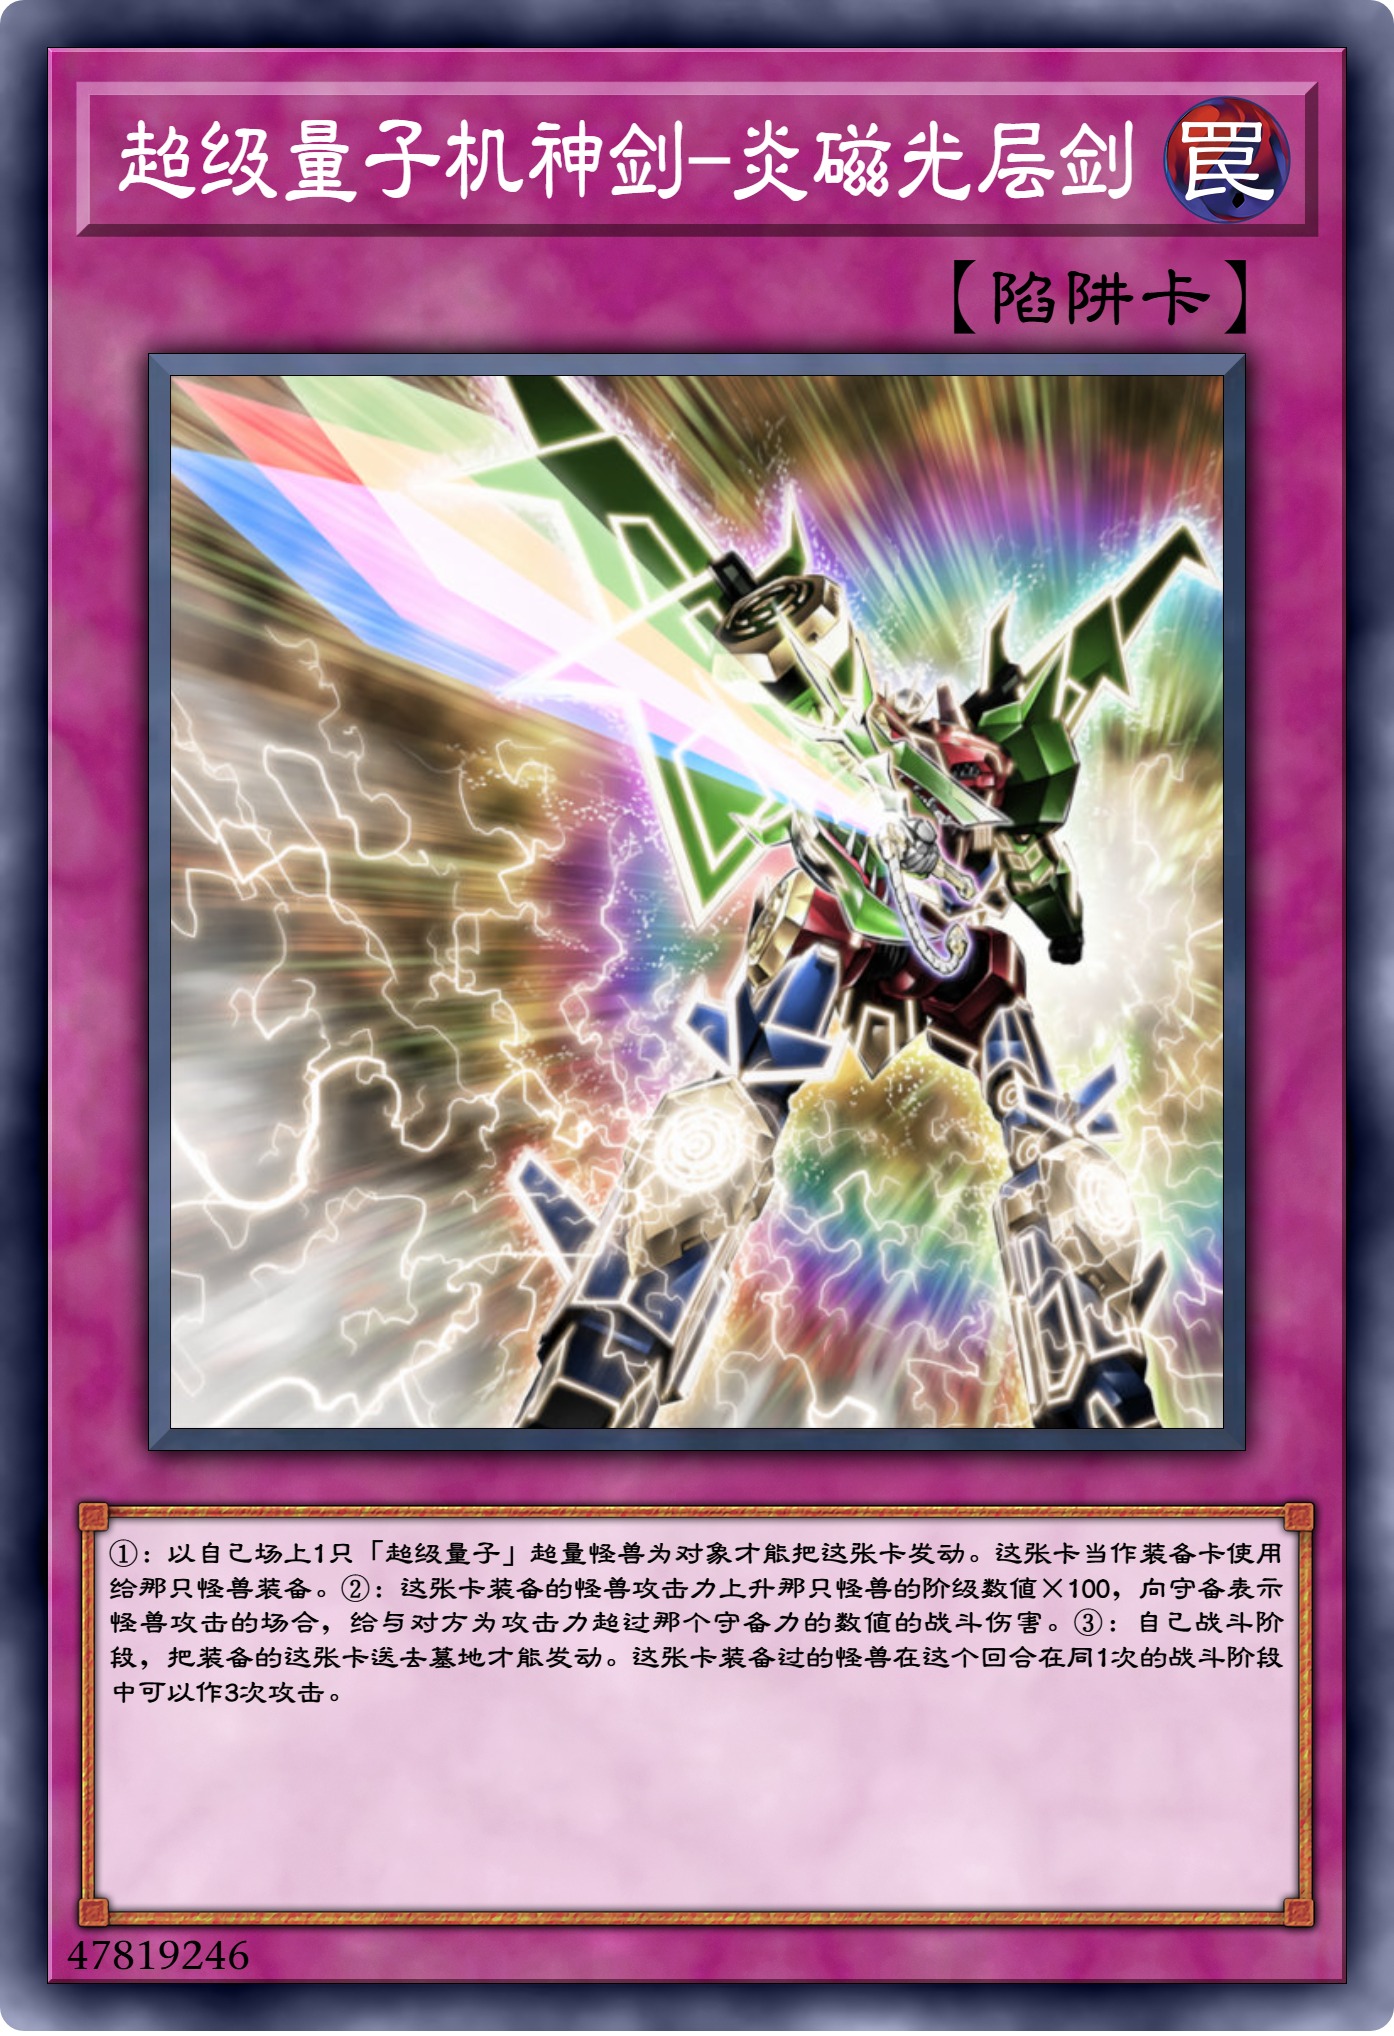 超级量子机神剑-炎磁光层剑 罠
【陷阱卡】
①：以自己场上1只「超级量子」超量怪兽为对象才能把这张卡发动。这张卡当作装备卡使用
给那只怪兽装备。②：这张卡装备的怪兽攻击力上升那只怪兽的阶级数值×100，向守备表示
怪兽攻击的场合，给与对方为攻击力超过那个守备力的数值的战斗伤害。③：自己战斗阶
段，把装备的这张卡送去墓地才能发动。这张卡装备过的怪兽在这个回合在同1次的战斗阶段
中可以作3次攻击。
47819246